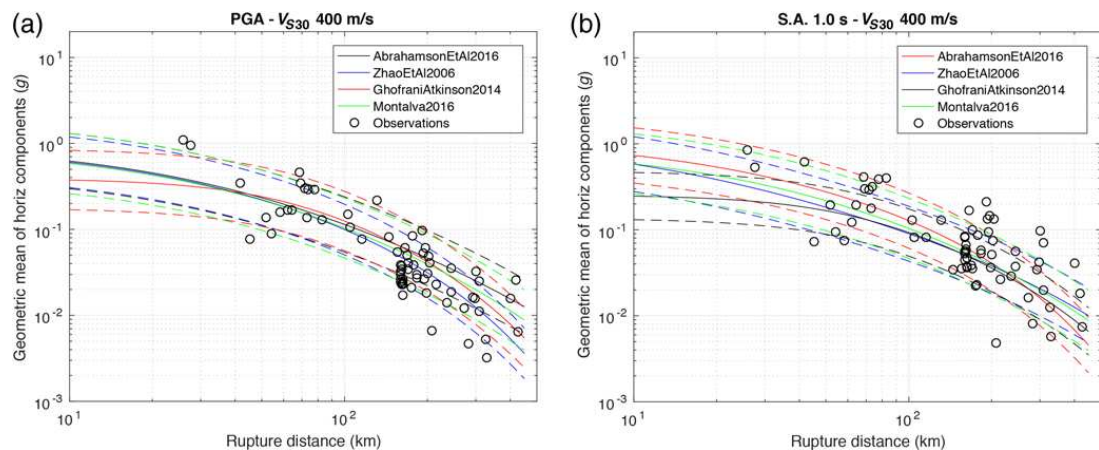 (a)
PGA - VS30 400 m/s
Geometric mean of horiz components (g)
10^1
10^0
10^-1
10^-2
10^-3
AbrahamsonEtAl2016
ZhaoEtAl2006
GhofraniAtkinson2014
Montalva2016
Observations
10^1
10^2
Rupture distance (km)
(b)
S.A. 1.0 s - VS30 400 m/s
Geometric mean of horiz components (g)
10^1
10^0
10^-1
10^-2
10^-3
AbrahamsonEtAl2016
ZhaoEtAl2006
GhofraniAtkinson2014
Montalva2016
Observations
10^1
10^2
Rupture distance (km)